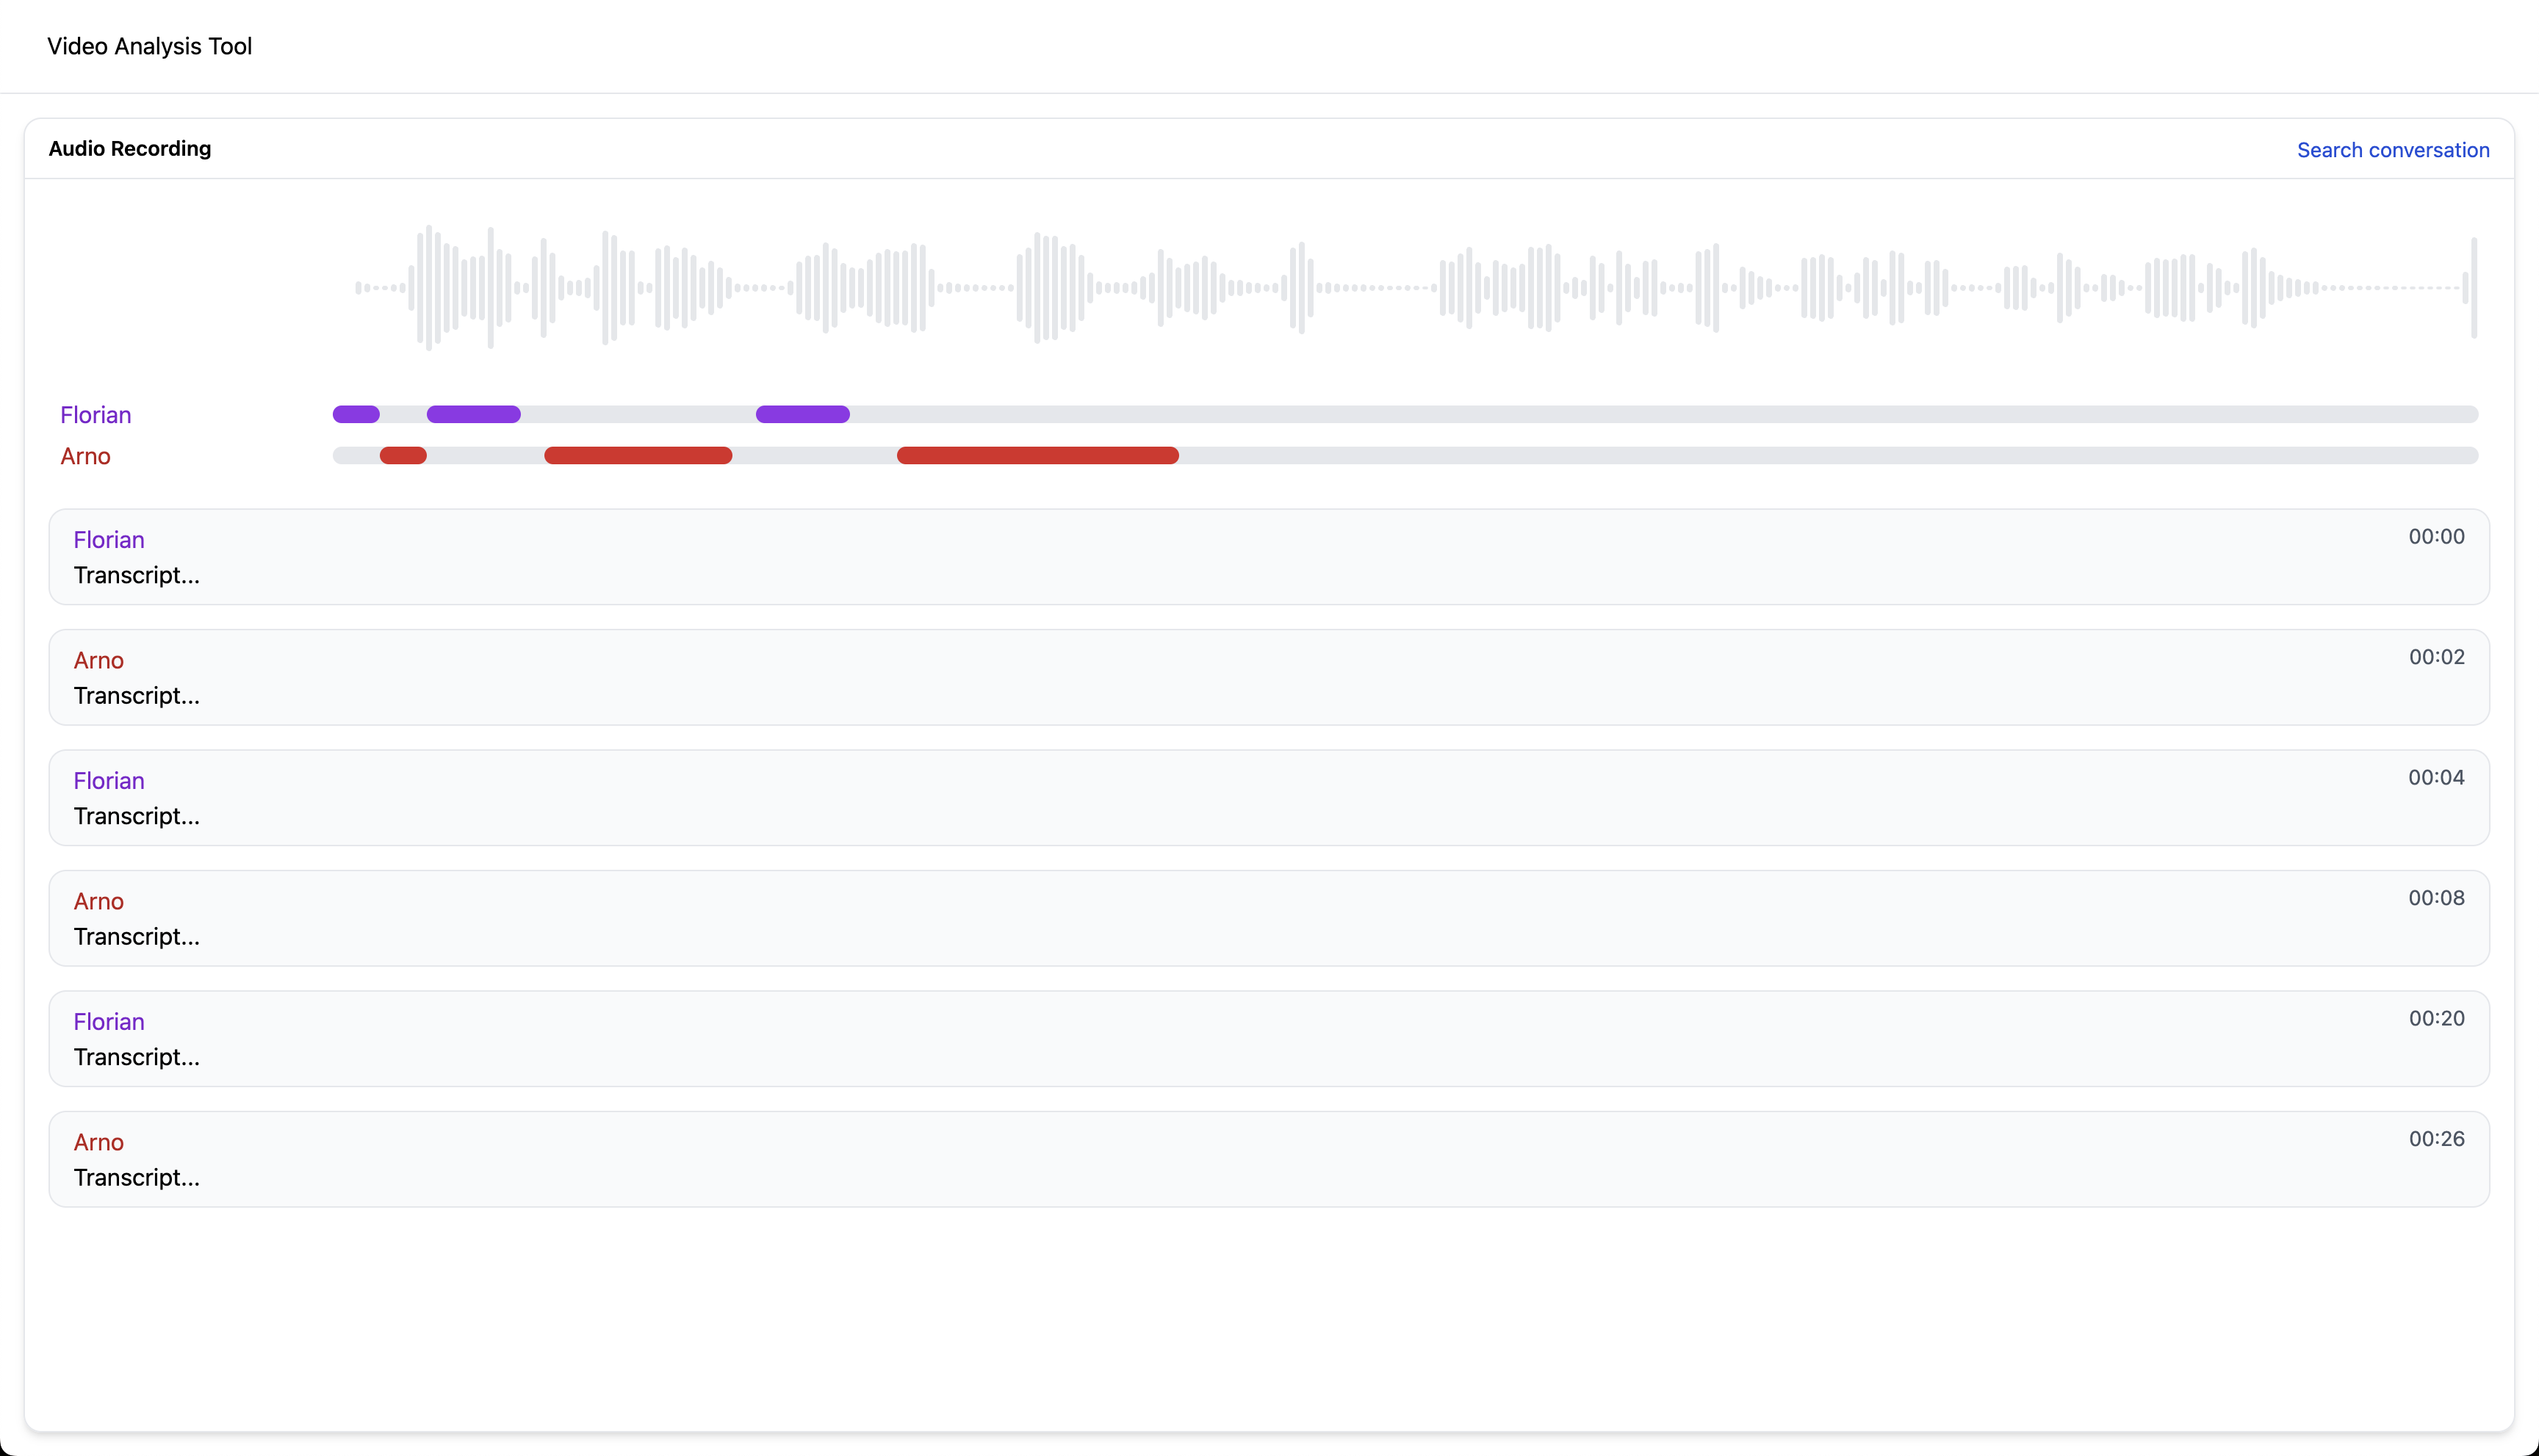 Video Analysis Tool
Audio Recording
Search conversation
Florian
Arno
Florian 00:00
Transcript...
Arno 00:02
Transcript...
Florian 00:04
Transcript...
Arno 00:08
Transcript...
Florian 00:20
Transcript...
Arno 00:26
Transcript...